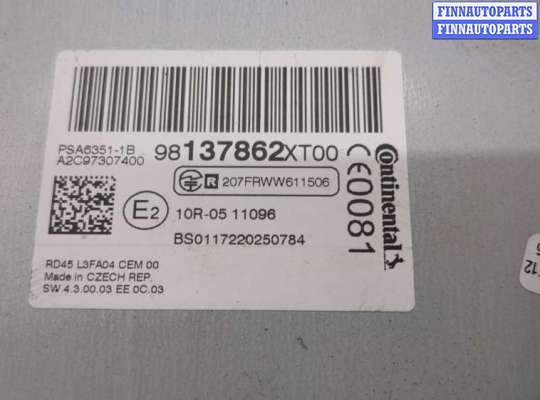 FINNAUTOPARTS
FINNAUTOPARTS
PSA6351-1B
A2C97307400
98137862XT00
R 207FRWW611506
E2
10R-05 11096
BS0117220250784
RD45 L3FA04 CEM 00
Made in CZECH REP.
SW 4.3.00.03 EE 0C.03
CE0081
Continental
12